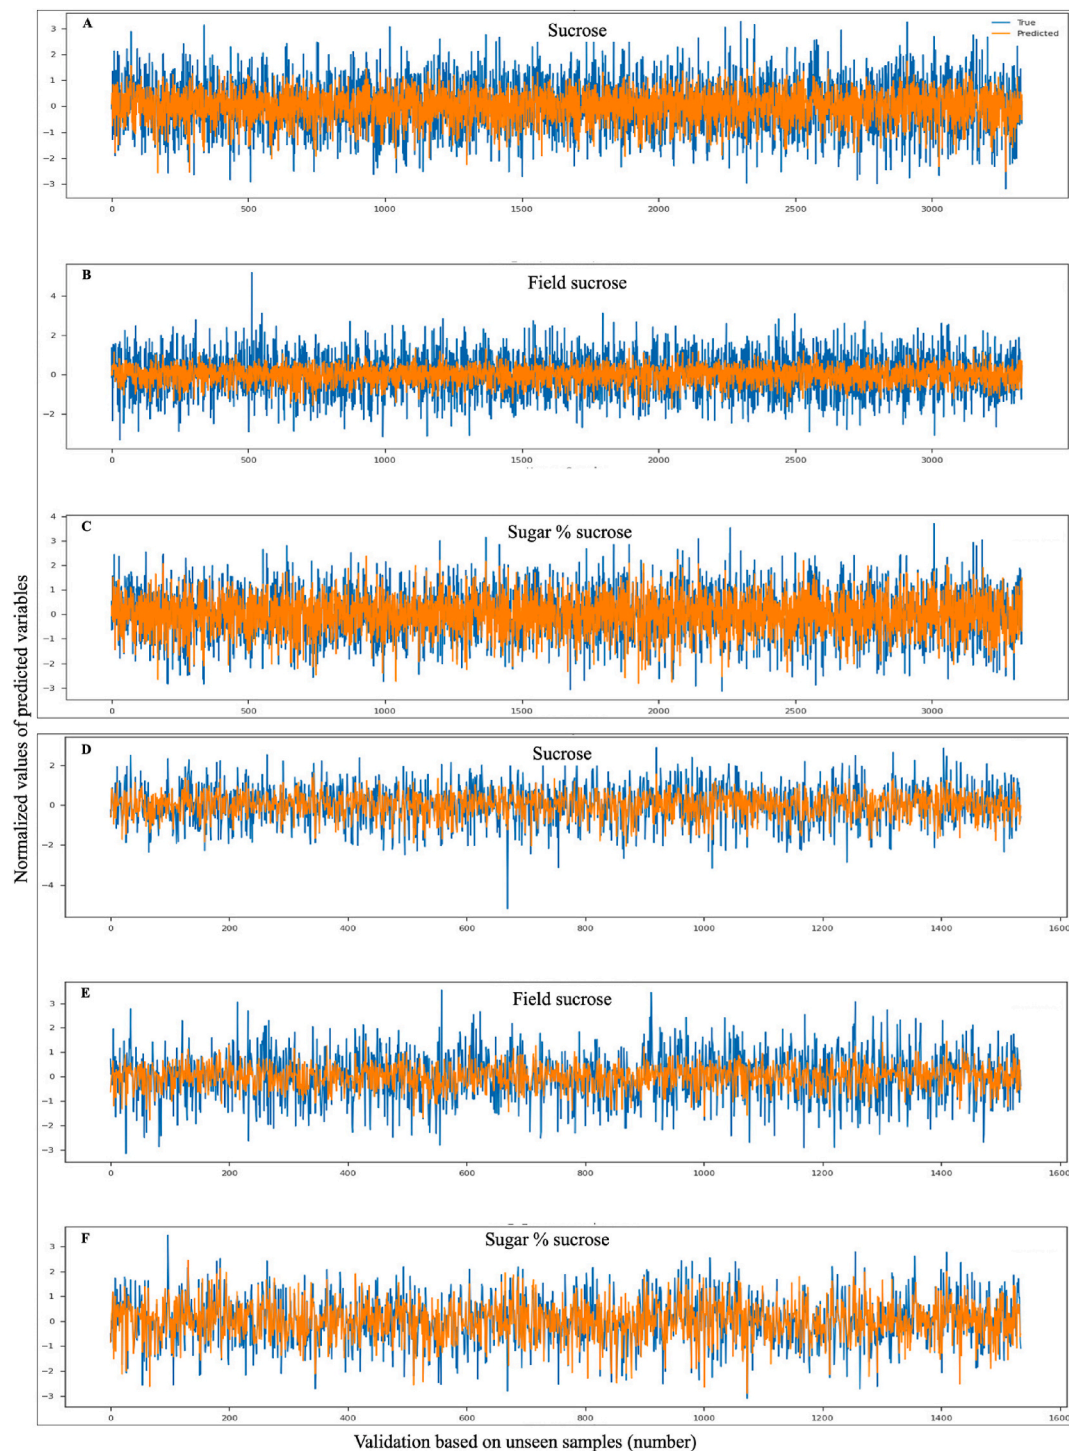 A
Sucrose
True
Predicted
3
2
1
0
−1
−2
−3
0 500 1000 1500 2000 2500 3000
B
Field sucrose
4
2
0
−2
0 500 1000 1500 2000 2500 3000
C
Sugar % sucrose
4
3
2
1
0
−1
−2
−3
0 500 1000 1500 2000 2500 3000
Normalized values of predicted variables
D
Sucrose
2
0
−2
−4
0 200 400 600 800 1000 1200 1400 1600
E
Field sucrose
3
2
1
0
−1
−2
−3
0 200 400 600 800 1000 1200 1400 1600
F
Sugar % sucrose
3
2
1
0
−1
−2
−3
0 200 400 600 800 1000 1200 1400 1600
Validation based on unseen samples (number)